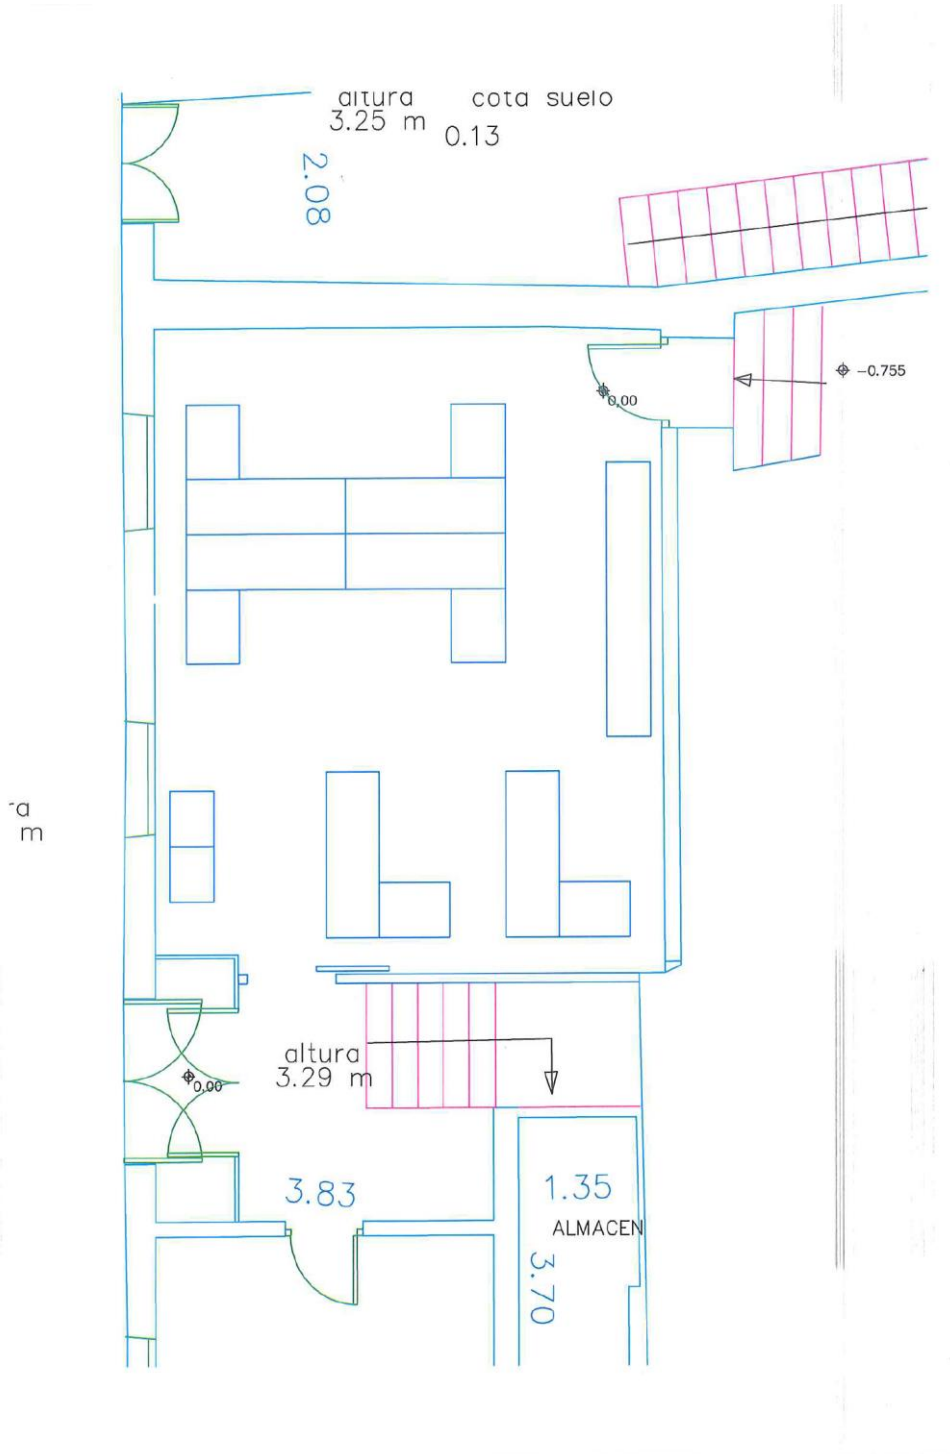 altura cota suelo
3.25 m 0.13
2.08
-0.755
0,00
ra
m
altura
3.29 m
0.00
3.83
1.35
ALMACEN
3.70